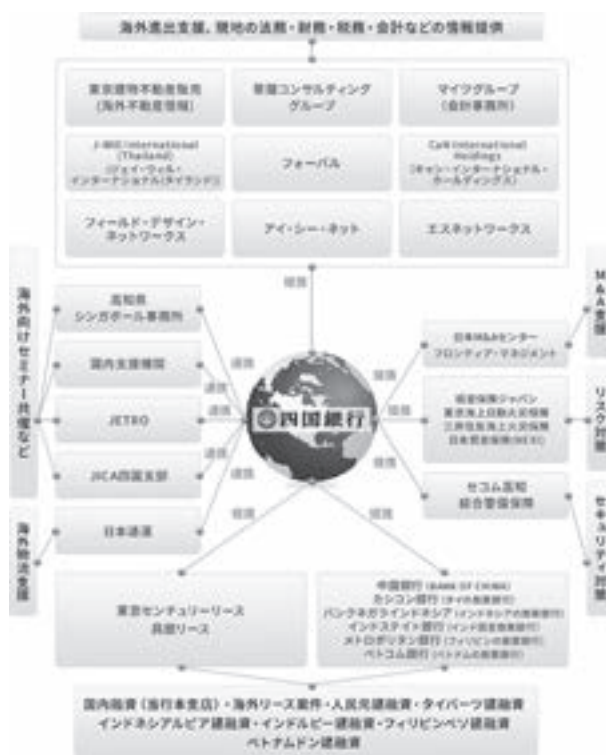 海外進出支援、現地の法務・財務・税務・会計などの情報提供
東京建物不動産販売
(海外不動産情報)
コンサルティング
グループ
マイツグループ
(会計事務所)
J-Will International
(Thailand)
(ジェイ・ウィル・
インターナショナル(タイランド))
フォーバル
CaN International
Holdings
(キャン・インターナショナル・
ホールディングス)
フィールド・デザイン・
ネットワークス
アイ・シー・ネット
エスネットワークス
海外向けセミナー共催など
高知県
シンガポール事務所
国内支援機関
JETRO
JICA四国支部
海外物流支援
日本通運
提携
連携
連携
連携
連携
連携
四国銀行
提携
提携
提携
提携
提携
日本M&Aセンター
フロンティア・マネジメント
M&A支援
損害保険ジャパン
東京海上日動火災保険
三井住友海上火災保険
日本貿易保険(NEXI)
リスク対策
セコム高知
綜合警備保障
セキュリティ対策
東京センチュリーリース
兵銀リース
中国銀行(BANK OF CHINA)
カシコン銀行(タイの商業銀行)
バンクネガラインドネシア(インドネシアの商業銀行)
インドステイト銀行(インド国営商業銀行)
メトロポリタン銀行(フィリピンの商業銀行)
ベトコム銀行(ベトナムの商業銀行)
国内融資(当行本支店)・海外リース案件・人民元建融資・タイバーツ建融資
インドネシアルピア建融資・インドルピー建融資・フィリピンペソ建融資
ベトナムドン建融資